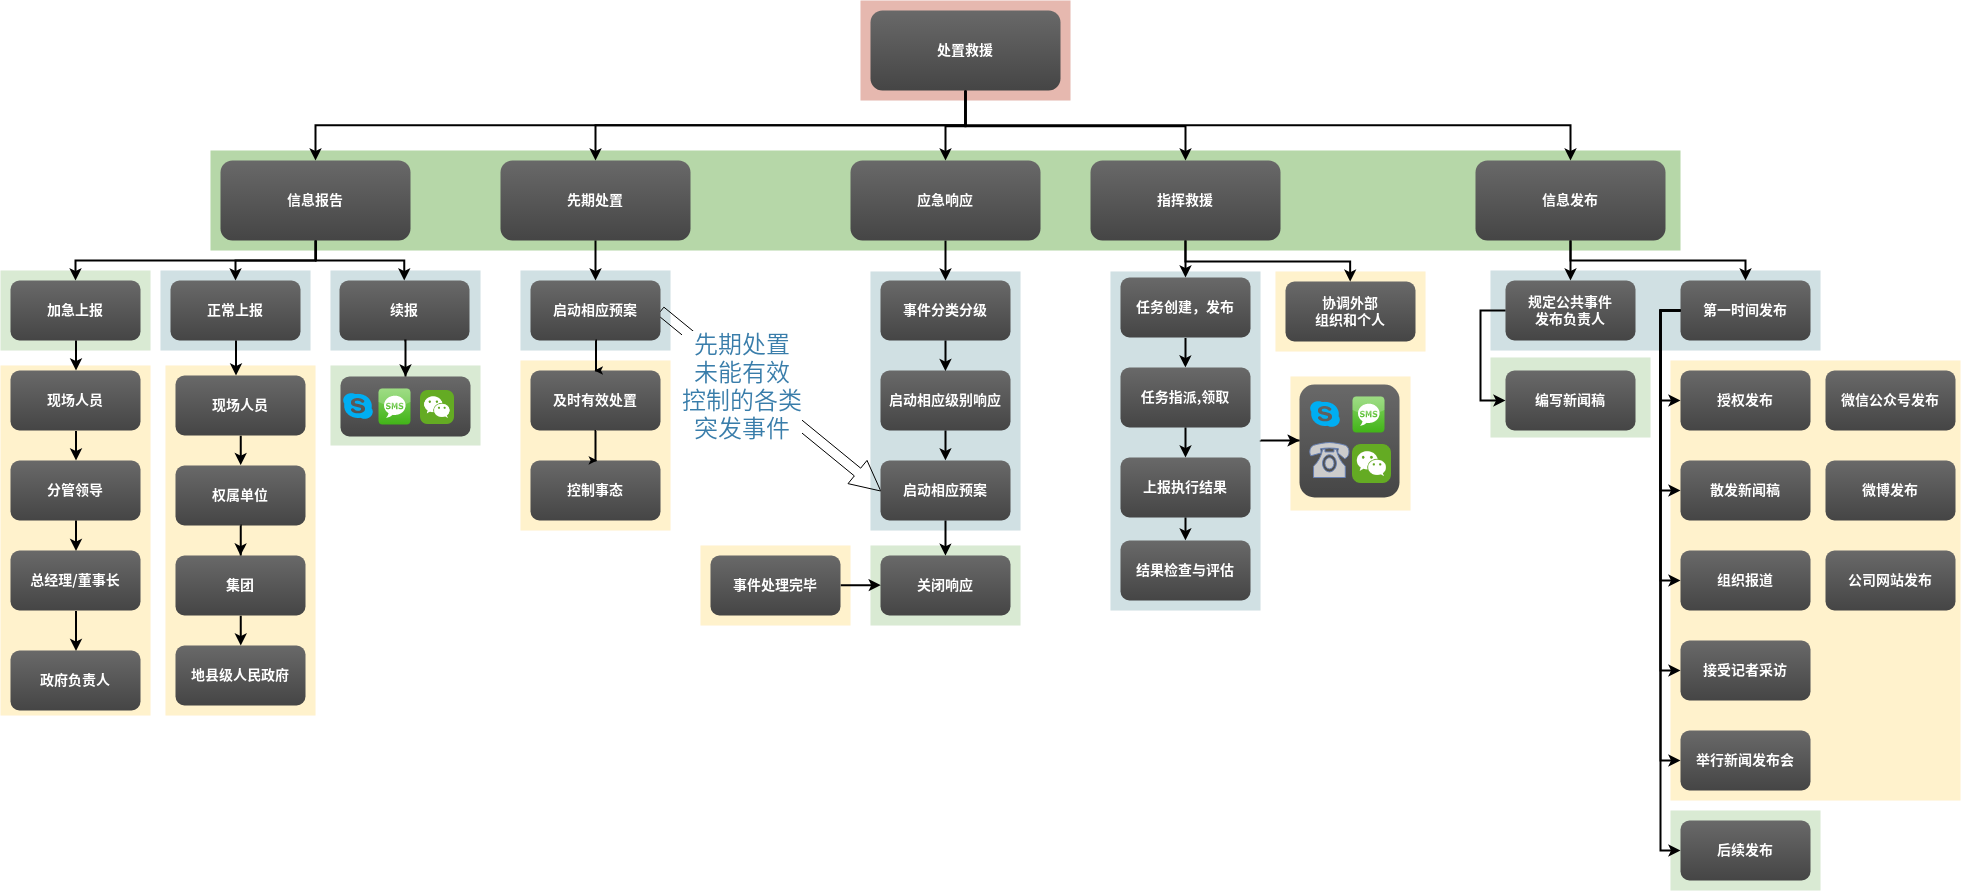 处置救援
信息报告
先期处置
应急响应
指挥救援
信息发布
加急上报
正常上报
续报
启动相应预案
事件分类分级
任务创建，发布
协调外部
组织和个人
规定公共事件
发布负责人
第一时间发布
先期处置
未能有效
控制的各类
突发事件
现场人员
现场人员
SMS
及时有效处置
启动相应级别响应
任务指派,领取
SMS
编写新闻稿
授权发布
微信公众号发布
分管领导
权属单位
控制事态
启动相应预案
上报执行结果
散发新闻稿
微博发布
总经理/董事长
集团
事件处理完毕
关闭响应
结果检查与评估
组织报道
公司网站发布
政府负责人
地县级人民政府
接受记者采访
举行新闻发布会
后续发布